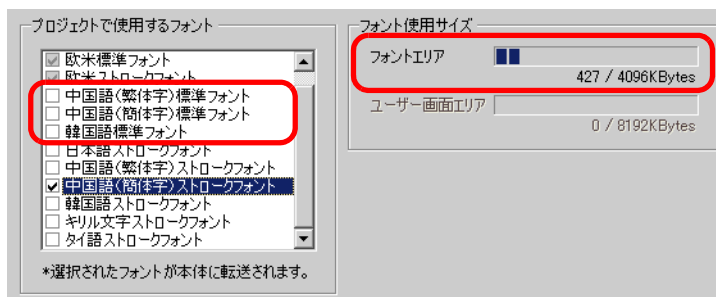 プロジェクトで使用するフォント
欧米標準フォント
欧米ストロークフォント
中国語(繁体字)標準フォント
中国語(簡体字)標準フォント
韓国語標準フォント
日本語ストロークフォント
中国語(繁体字)ストロークフォント
中国語(簡体字)ストロークフォント
韓国語ストロークフォント
キリル文字ストロークフォント
タイ語ストロークフォント
*選択されたフォントが本体に転送されます。
フォント使用サイズ
フォントエリア
427 / 4096KBytes
ユーザー画面エリア
0 / 8192KBytes